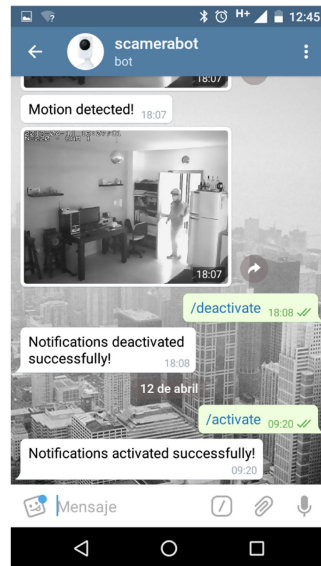 H+ 12:45
scamerabot
bot
18:07
Motion detected! 18:07
18:07
/deactivate 18:08
Notifications deactivated
successfully! 18:08
12 de abril
/activate 09:20
Notifications activated successfully!
09:20
Mensaje